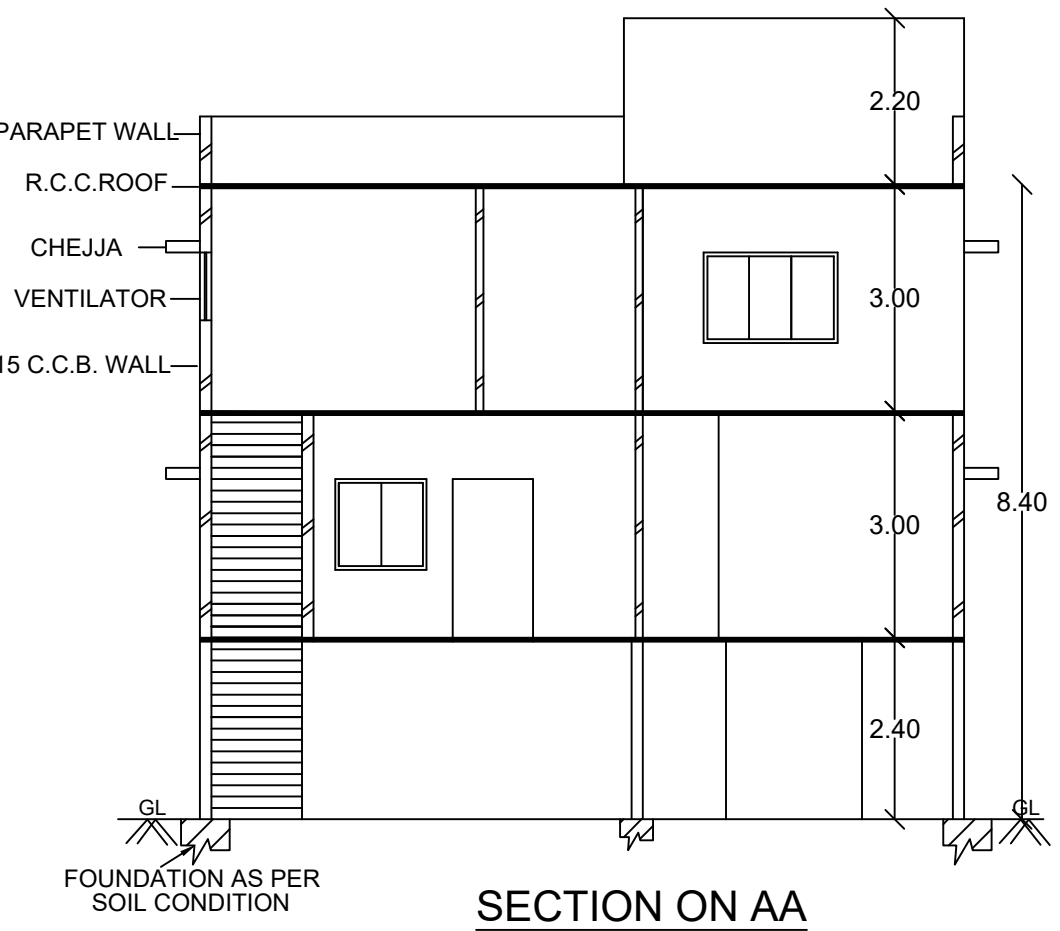 2.20
PARAPET WALL
R.C.C.ROOF
CHEJJA
VENTILATOR
3.00
15 C.C.B. WALL
3.00
8.40
2.40
GL
GL
FOUNDATION AS PER
SOIL CONDITION
SECTION ON AA